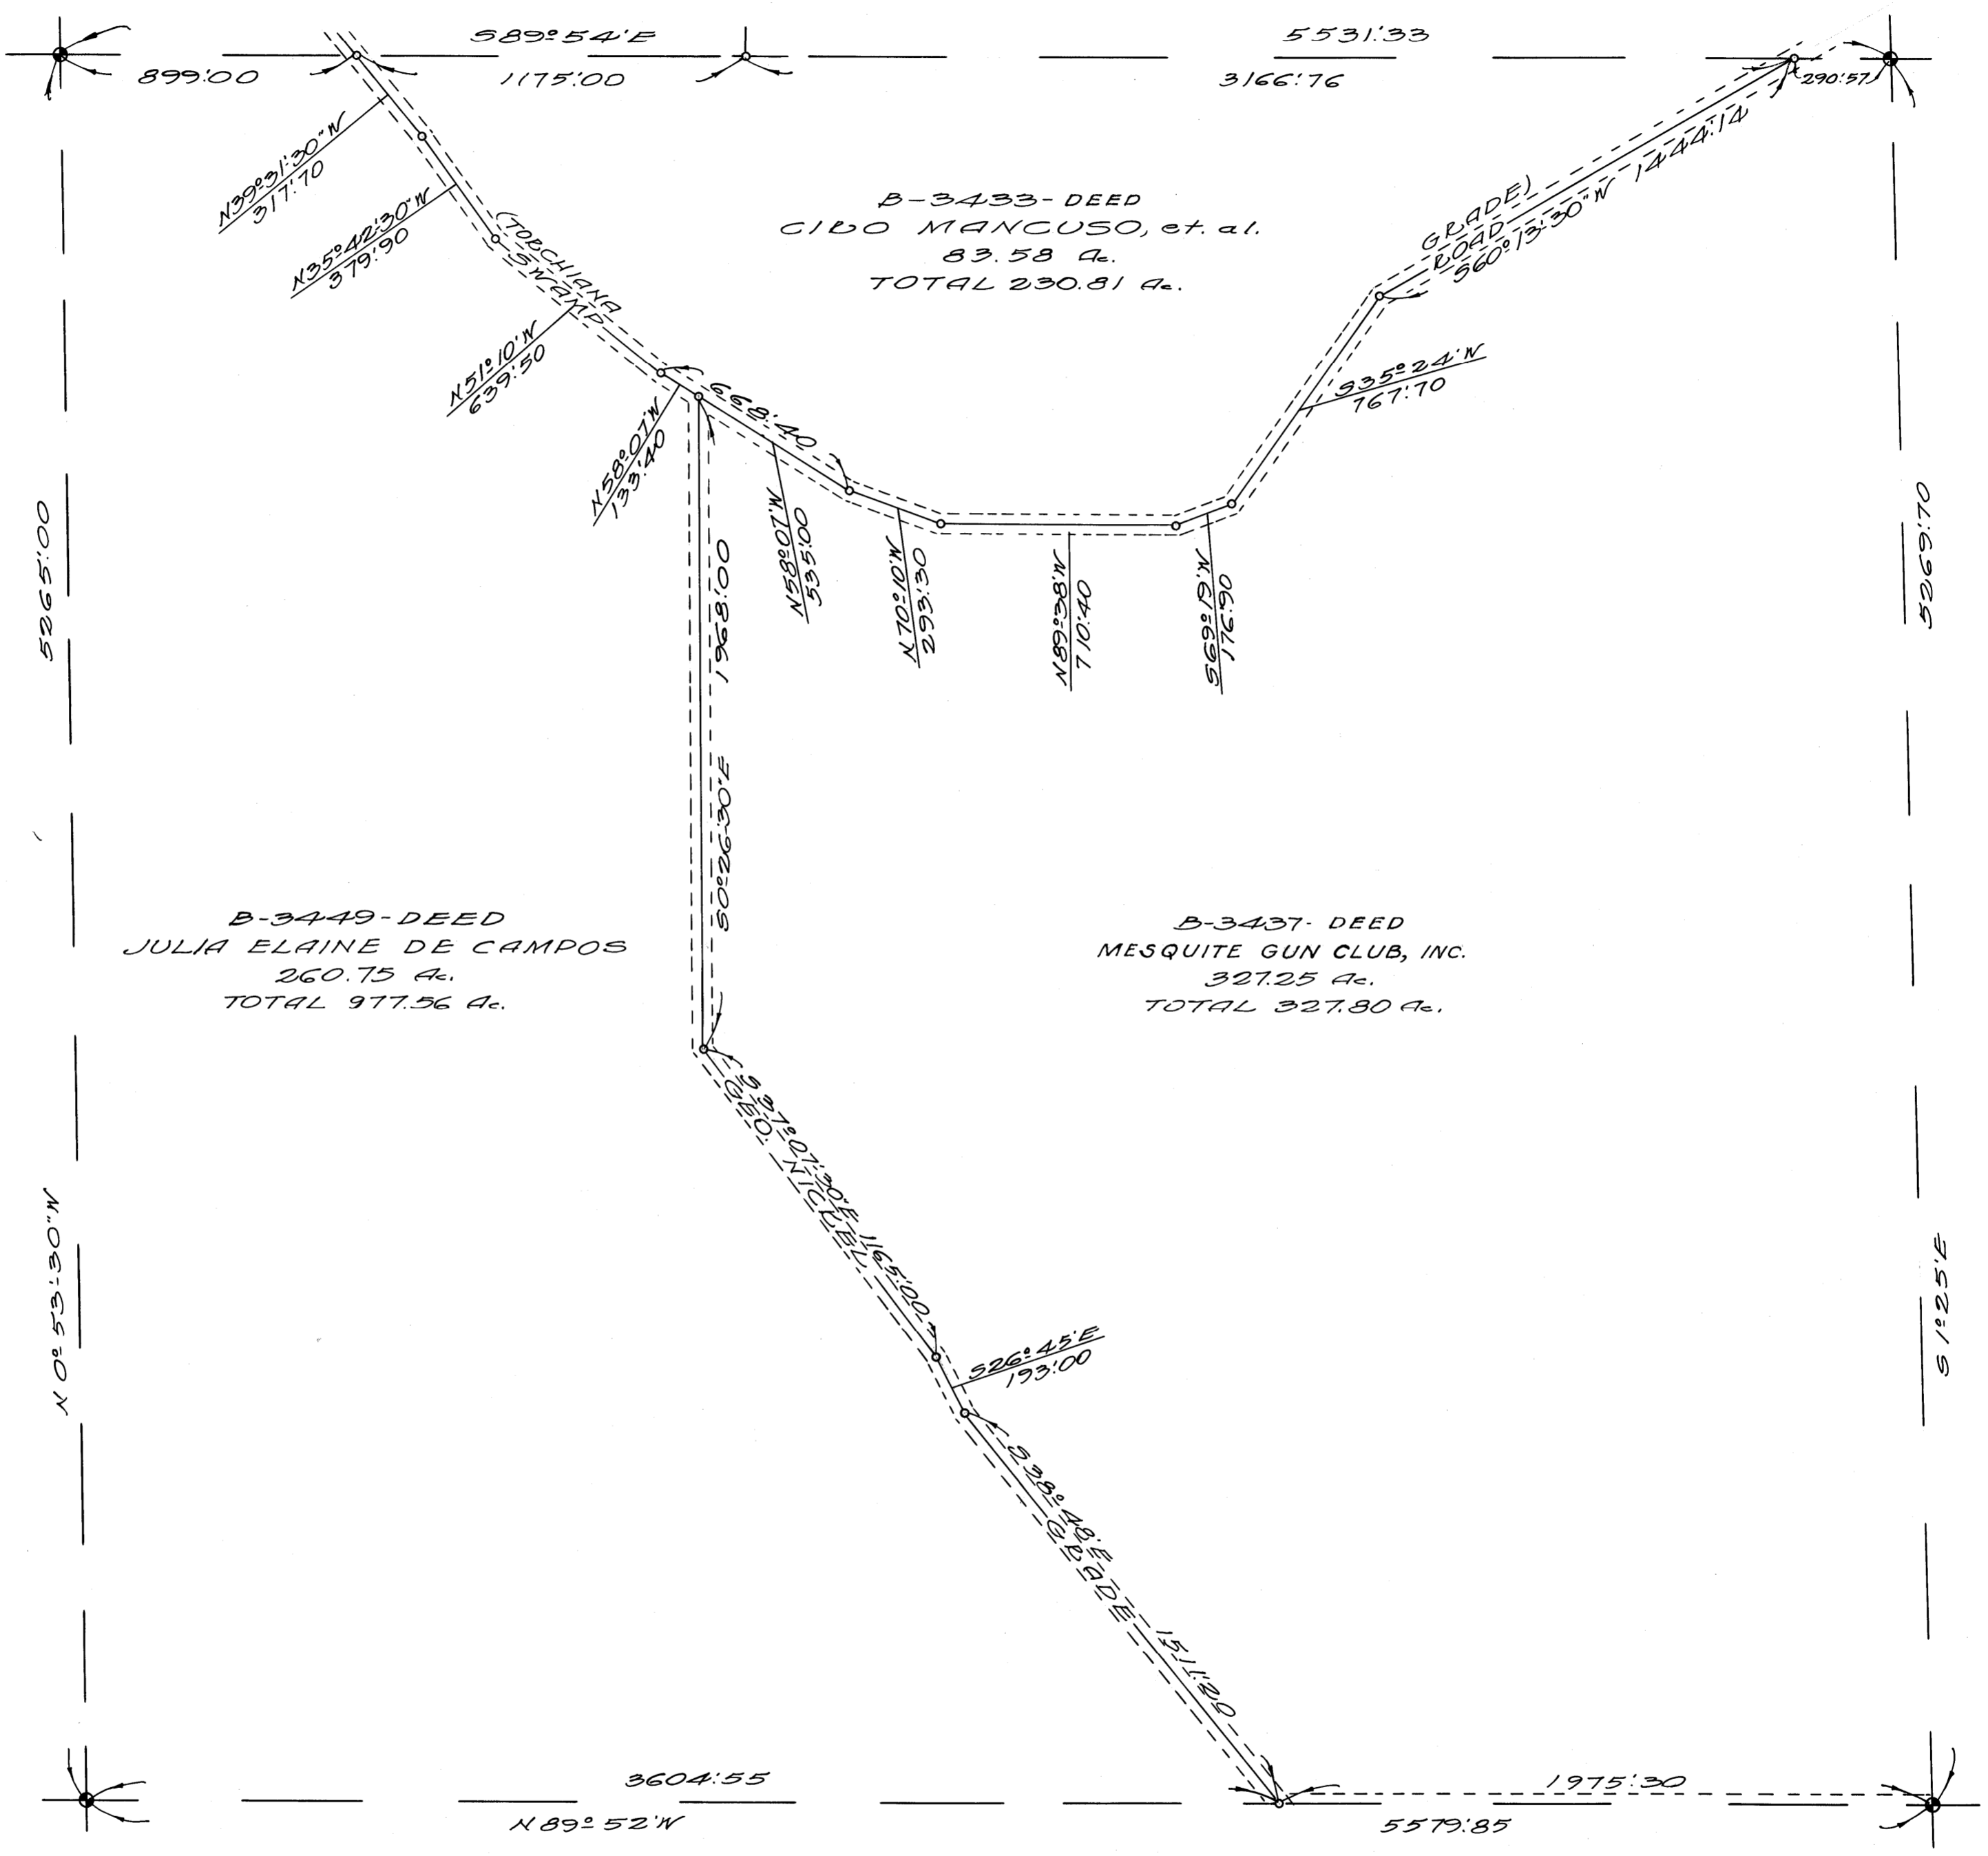 S89°54'E
5531'.33
899'.00
1175'.00
3166'.76
290'.57
N39°-31'-30"W
317'.70
N35°-42'-30"W
379'.90
N51°-10'W
639'.50
N58°-07'W
133'.40
(TORCHIANA
SWAMP
ROAD
GRADE)
S60°-13'-30"W 1444'.14
B-3433-DEED
CIRO MANCUSO, et. al.
83.58 Ac.
TOTAL 230.81 Ac.
668'.40
N58°-07'W
535'.00
N70°-10'W
293'.30
N89°-38'W
710'.40
S69°-19'W
176'.90
S35°-24'W
767'.70
5265'.00
N 0°-53'-30"W
5269'.70
S 1°-25'E
1968'.00
S0°-26'-30"E
B-3449-DEED
JULIA ELAINE DE CAMPOS
260.75 Ac.
TOTAL 977.56 Ac.
B-3437- DEED
MESQUITE GUN CLUB, INC.
327.25 Ac.
TOTAL 327.80 Ac.
S 37°-07'-30"E 1165'.00
GEO. NICKEL
GRADE
S26°-45'E
193'.00
S38°-48'E 1511'.20
3604'.55
1975'.30
N 89°-52'W
5579'.85